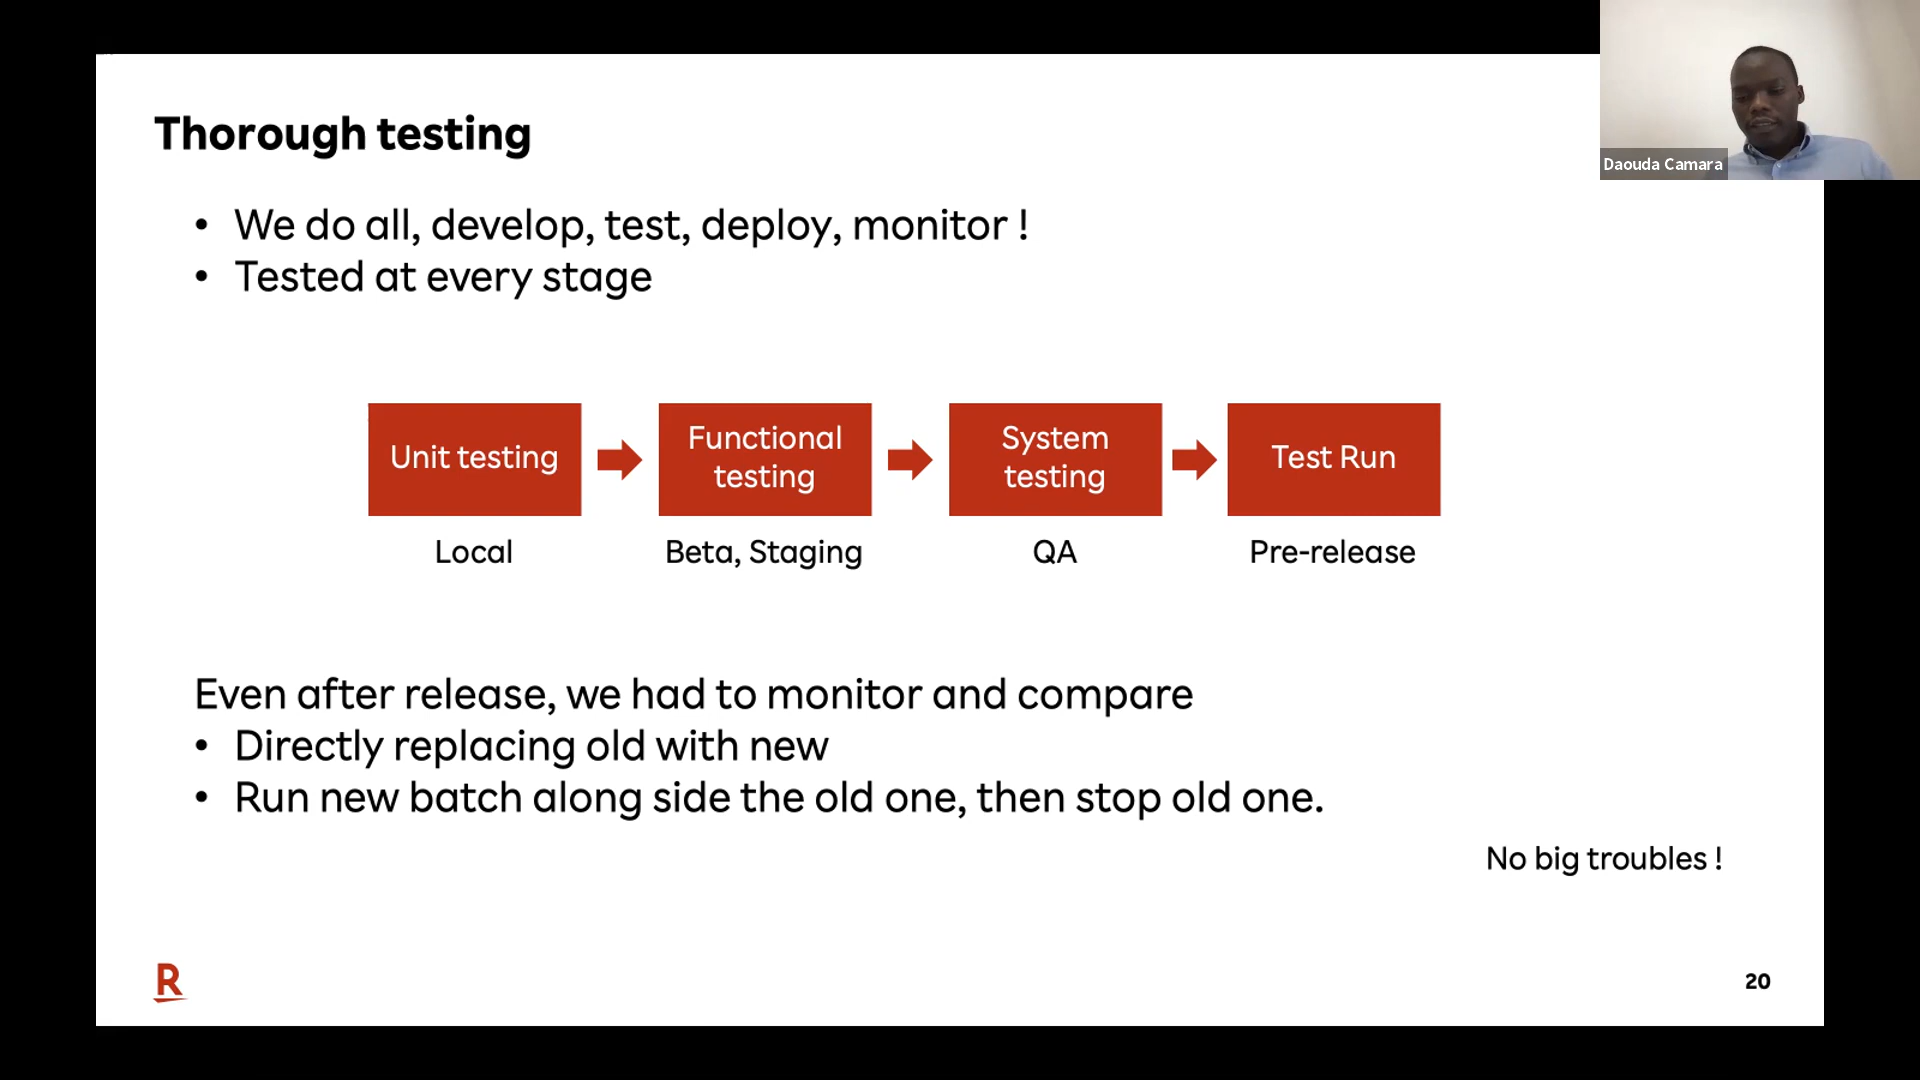 Thorough testing
• We do all, develop, test, deploy, monitor !
• Tested at every stage
Unit testing
Functional
testing
System
testing
Test Run
Local
Beta, Staging
QA
Pre-release
Even after release, we had to monitor and compare
• Directly replacing old with new
• Run new batch along side the old one, then stop old one.
No big troubles !
R
20
Daouda Camara